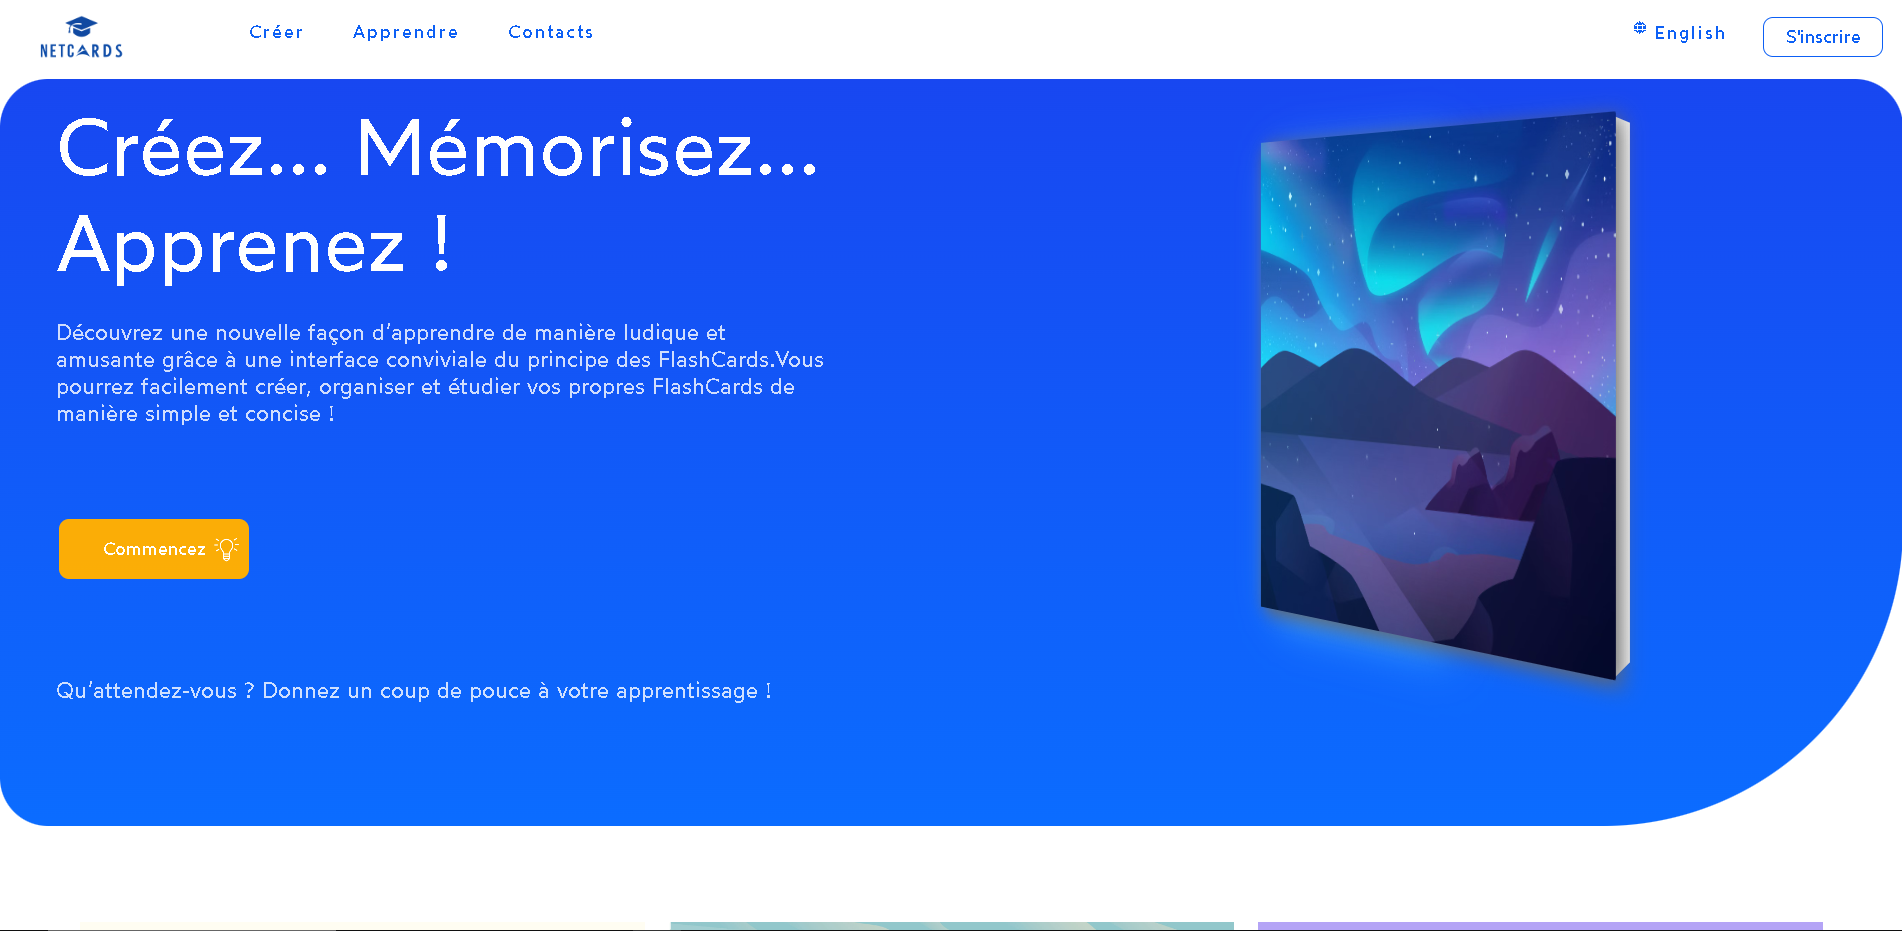 NETCARDS
Créer
Apprendre
Contacts
English
S'inscrire
Créez... Mémorisez...
Apprenez !
Découvrez une nouvelle façon d'apprendre de manière ludique et
amusante grâce à une interface conviviale du principe des FlashCards.Vous
pourrez facilement créer, organiser et étudier vos propres FlashCards de
manière simple et concise !
Commencez
Qu'attendez-vous ? Donnez un coup de pouce à votre apprentissage !